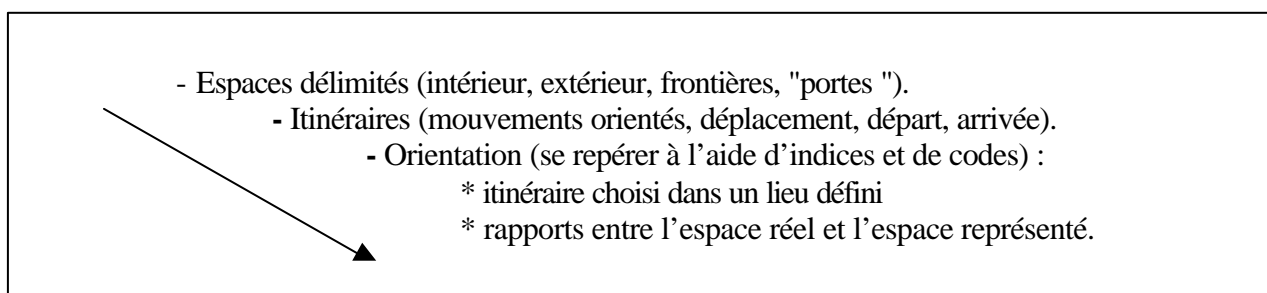 - Espaces délimités (intérieur, extérieur, frontières, "portes ").
- Itinéraires (mouvements orientés, déplacement, départ, arrivée).
- Orientation (se repérer à l’aide d’indices et de codes) :
* itinéraire choisi dans un lieu défini
* rapports entre l’espace réel et l’espace représenté.